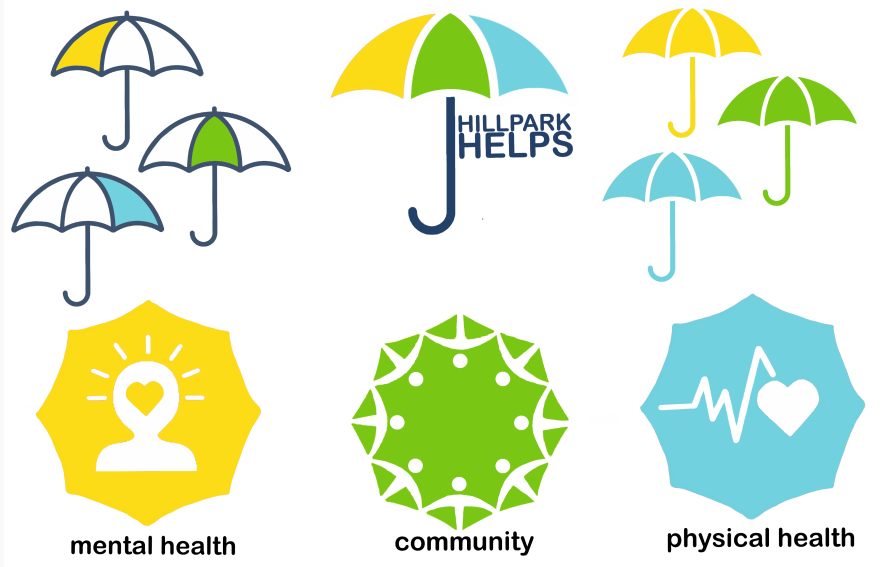 HILLPARK
HELPS
mental health
community
physical health